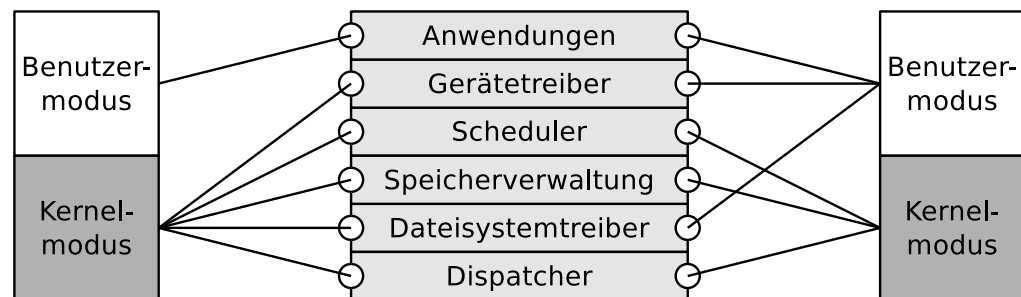 Benutzer-
modus
Kernel-
modus
Anwendungen
Gerätetreiber
Scheduler
Speicherverwaltung
Dateisystemtreiber
Dispatcher
Benutzer-
modus
Kernel-
modus